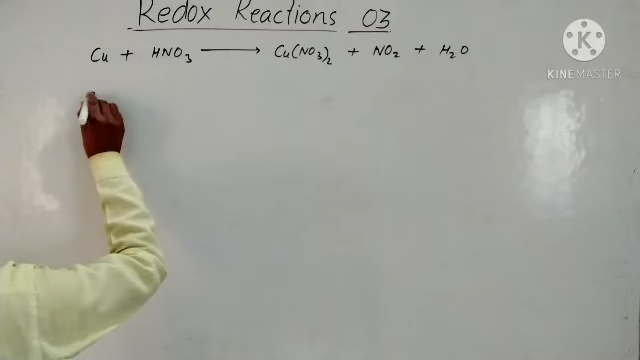 Redox Reactions 03
Cu + HNO₃ ⟶ Cu(NO₃)₂ + NO₂ + H₂O
KINEMASTER